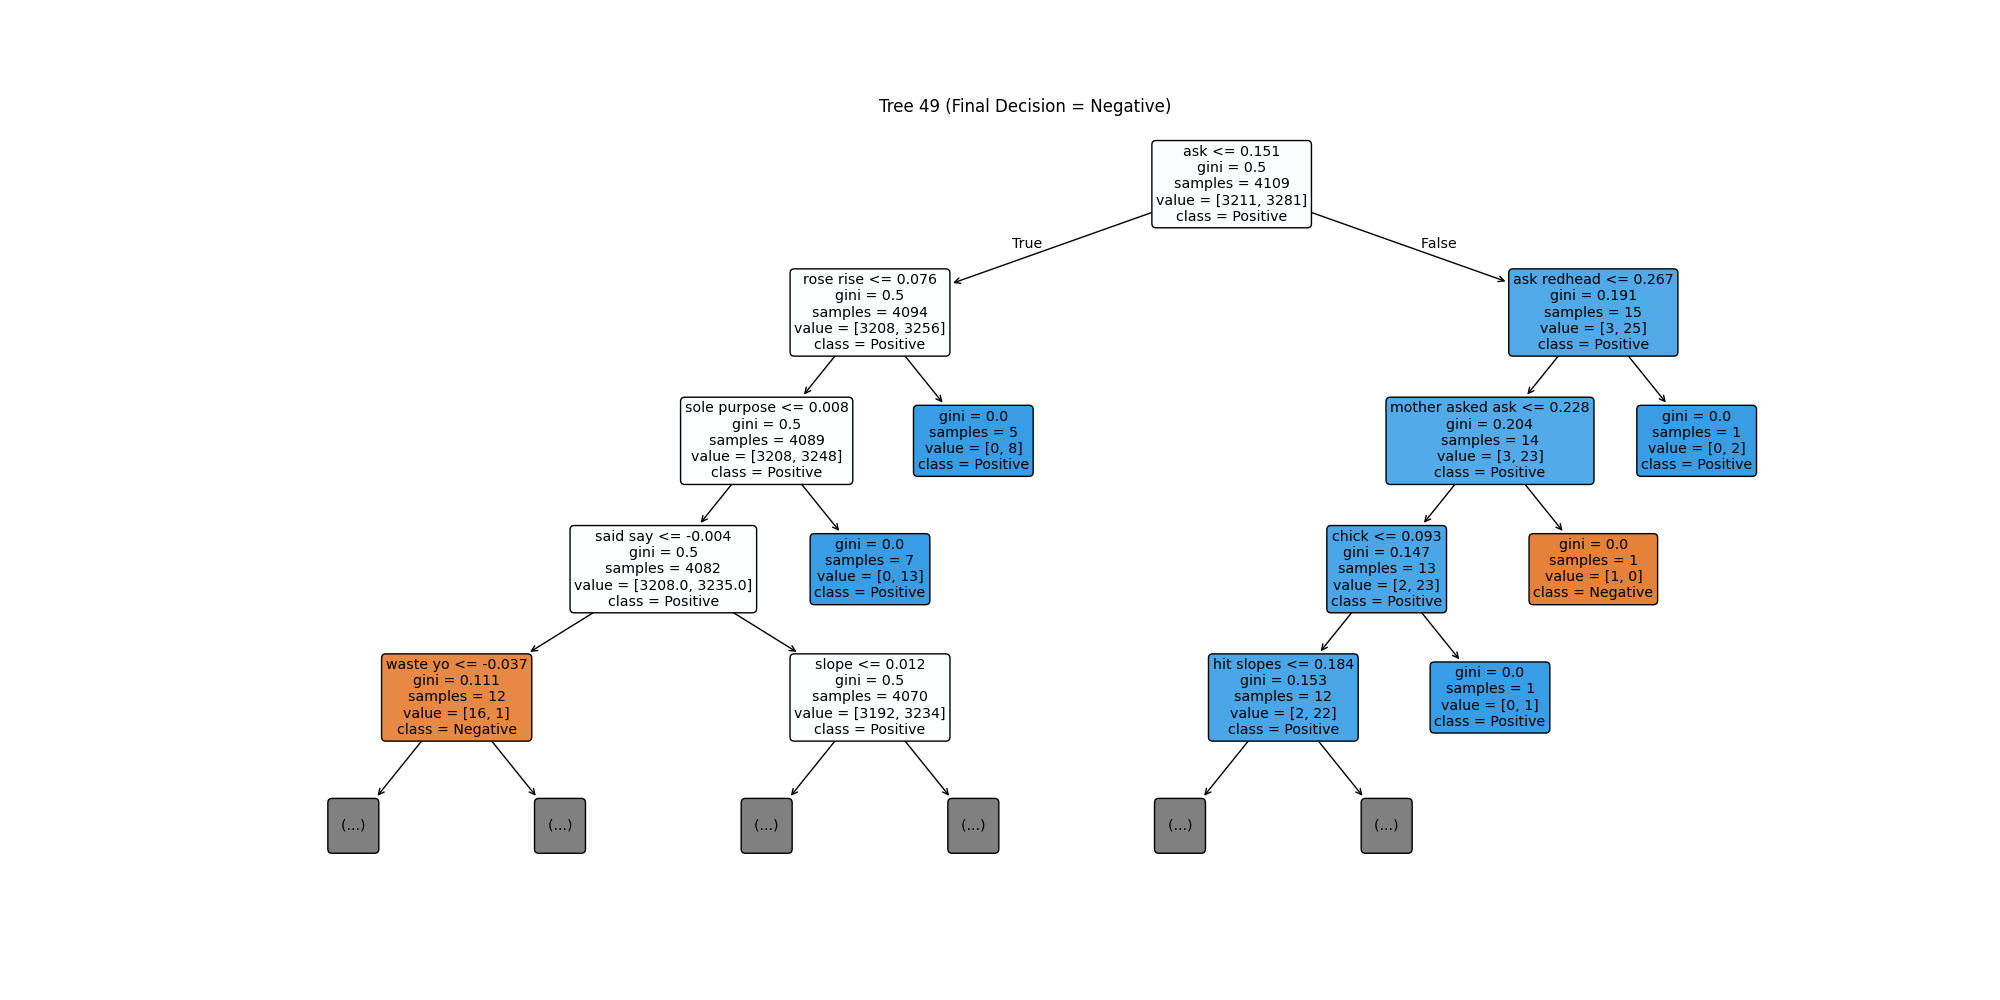 Tree 49 (Final Decision = Negative)
ask <= 0.151
gini = 0.5
samples = 4109
value = [3211, 3281]
class = Positive
True
False
rose rise <= 0.076
gini = 0.5
samples = 4094
value = [3208, 3256]
class = Positive
ask redhead <= 0.267
gini = 0.191
samples = 15
value = [3, 25]
class = Positive
sole purpose <= 0.008
gini = 0.5
samples = 4089
value = [3208, 3248]
class = Positive
gini = 0.0
samples = 5
value = [0, 8]
class = Positive
mother asked ask <= 0.228
gini = 0.204
samples = 14
value = [3, 23]
class = Positive
gini = 0.0
samples = 1
value = [0, 2]
class = Positive
said say <= -0.004
gini = 0.5
samples = 4082
value = [3208.0, 3235.0]
class = Positive
gini = 0.0
samples = 7
value = [0, 13]
class = Positive
chick <= 0.093
gini = 0.147
samples = 13
value = [2, 23]
class = Positive
gini = 0.0
samples = 1
value = [1, 0]
class = Negative
waste yo <= -0.037
gini = 0.111
samples = 12
value = [16, 1]
class = Negative
slope <= 0.012
gini = 0.5
samples = 4070
value = [3192, 3234]
class = Positive
hit slopes <= 0.184
gini = 0.153
samples = 12
value = [2, 22]
class = Positive
gini = 0.0
samples = 1
value = [0, 1]
class = Positive
(...)
(...)
(...)
(...)
(...)
(...)